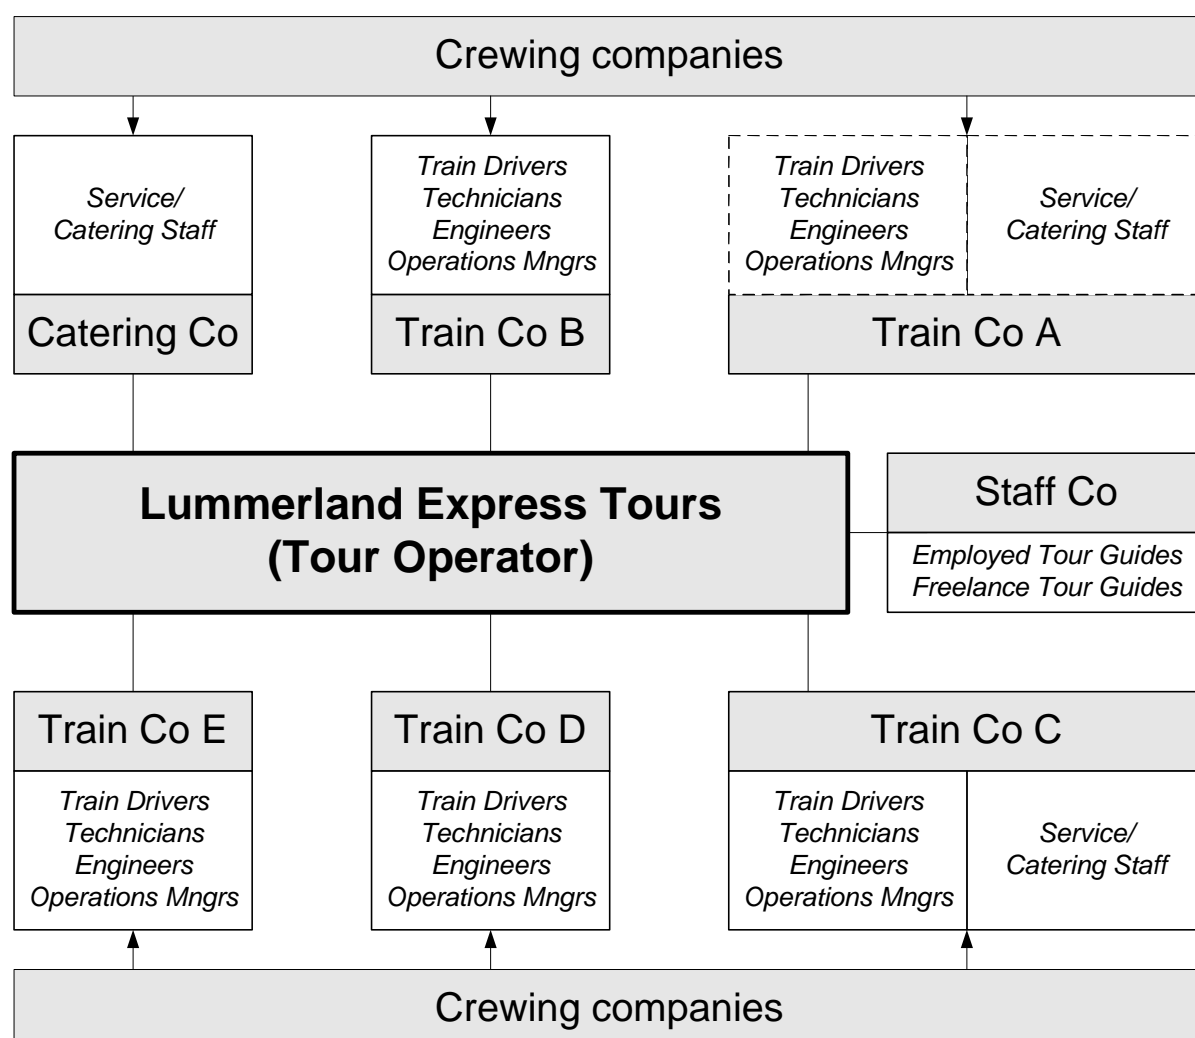 Crewing companies
Service/
Catering Staff
Catering Co
Train Drivers
Technicians
Engineers
Operations Mngrs
Train Co B
Train Drivers
Technicians
Engineers
Operations Mngrs
Service/
Catering Staff
Train Co A
Lummerland Express Tours
(Tour Operator)
Staff Co
Employed Tour Guides
Freelance Tour Guides
Train Co E
Train Drivers
Technicians
Engineers
Operations Mngrs
Train Co D
Train Drivers
Technicians
Engineers
Operations Mngrs
Train Co C
Train Drivers
Technicians
Engineers
Operations Mngrs
Service/
Catering Staff
Crewing companies